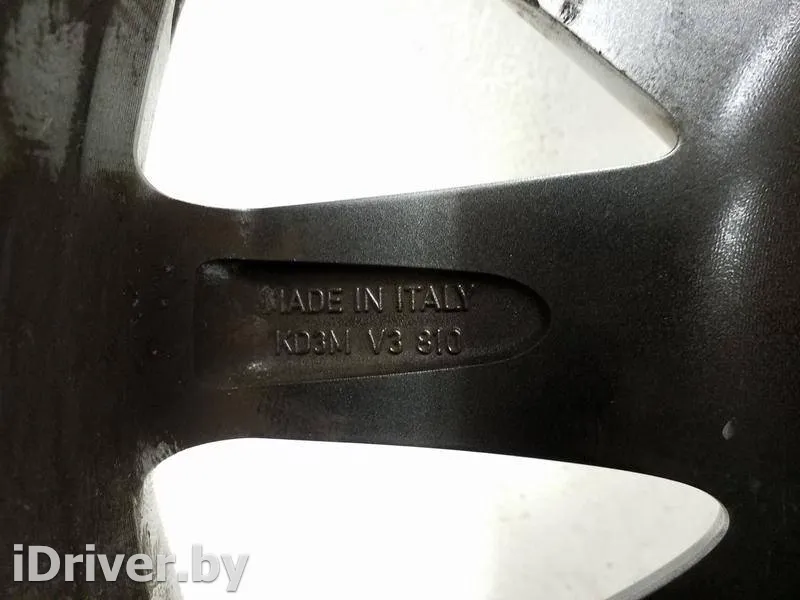 MADE IN ITALY
KD3M V3 810
iDriver.by